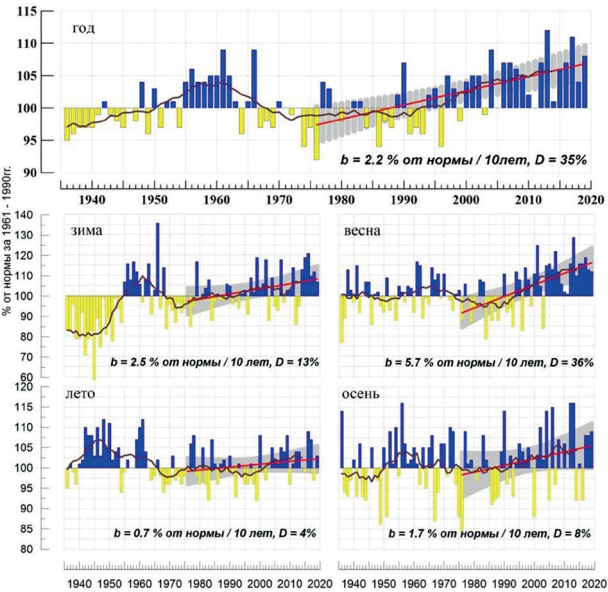 % от нормы за 1961 - 1990гг.
год
115
110
105
100
95
90
b = 2.2 % от нормы / 10лет, D = 35%
1940 1950 1960 1970 1980 1990 2000 2010 2020
зима
140
130
120
110
100
90
80
70
60
b = 2.5 % от нормы / 10 лет, D = 13%
весна
b = 5.7 % от нормы / 10 лет, D = 36%
лето
120
115
110
105
100
95
90
85
80
b = 0.7 % от нормы / 10 лет, D = 4%
1940 1950 1960 1970 1980 1990 2000 2010 2020
осень
b = 1.7 % от нормы / 10 лет, D = 8%
1940 1950 1960 1970 1980 1990 2000 2010 2020